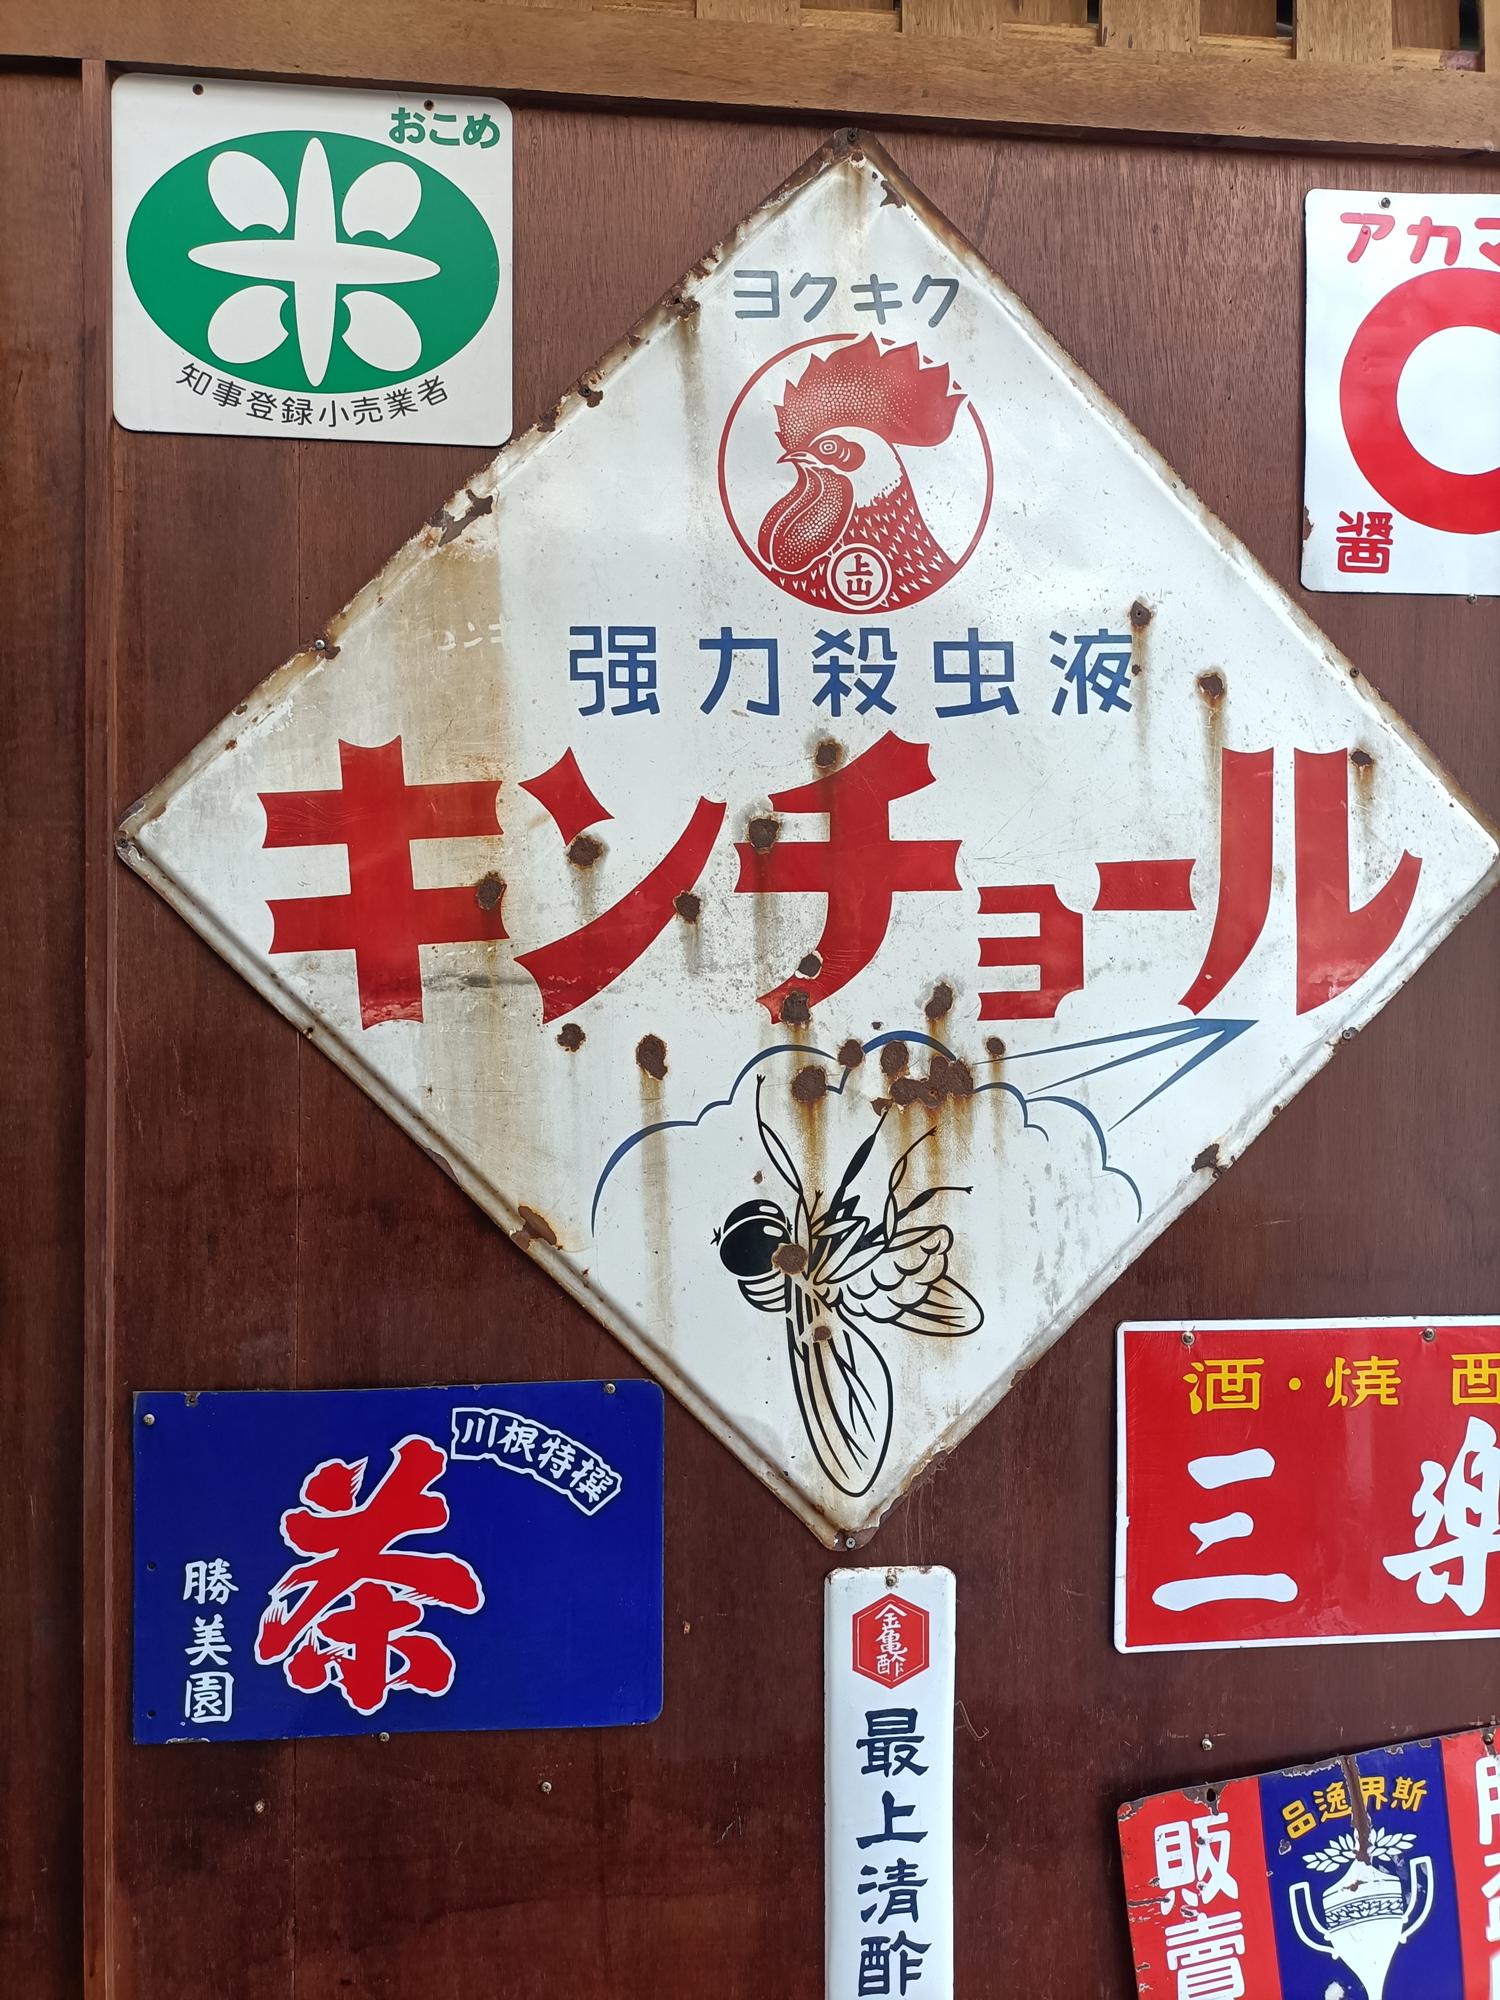 おこめ
知事登録小売業者
ヨクキク
上山
强力殺虫液
キンチョール
アカマ
醤
川根特撰
茶
勝美園
酒・焼
三楽
金亀酢
最上清酢
斯界逸品
販賣